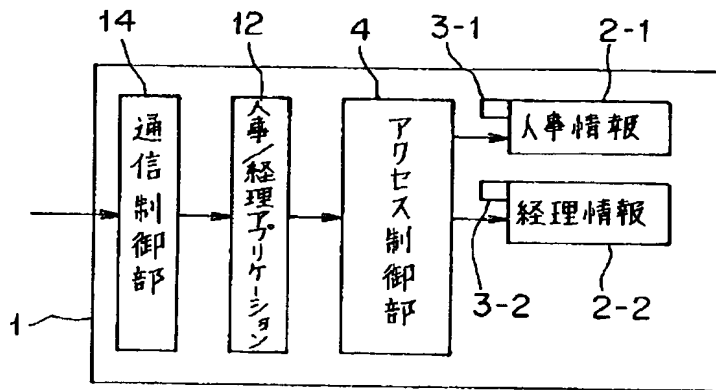 14
12
4
3-1
2-1
通信制御部
人事/経理アプリケーション
アクセス制御部
人事情報
経理情報
1
3-2
2-2